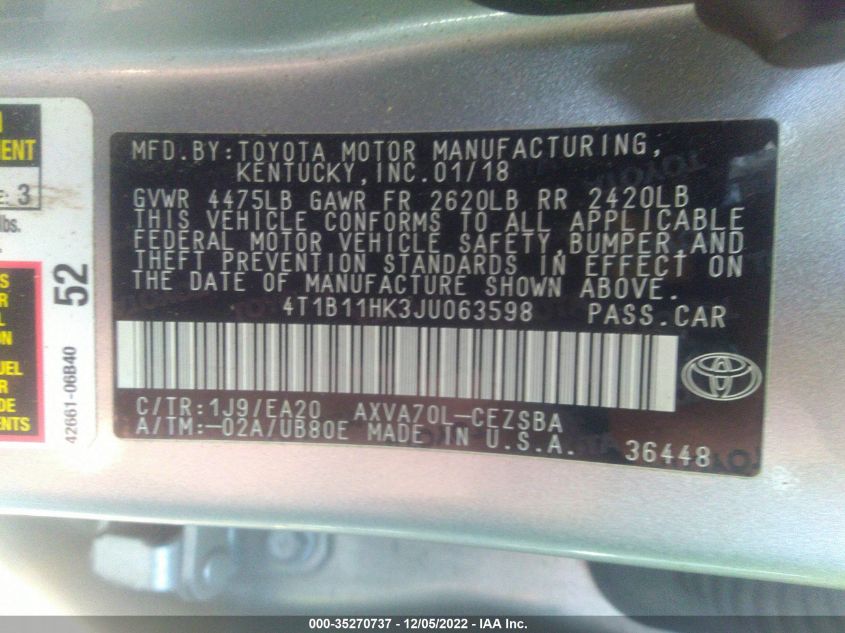 MFD.BY:TOYOTA MOTOR MANUFACTURING,
KENTUCKY,INC.01/18
GVWR 4475LB GAWR FR 2620LB RR 2420LB
THIS VEHICLE CONFORMS TO ALL APPLICABLE
FEDERAL MOTOR VEHICLE SAFETY,BUMPER,AND
THEFT PREVENTION STANDARDS IN EFFECT ON
THE DATE OF MANUFACTURE SHOWN ABOVE.
4T1B11HK3JU063598 PASS.CAR
C/TR:1J9/EA20 AXVA70L-CEZSBA
A/TM:-02A/UB80E MADE IN U.S.A.
36448
3
lbs.
52
42661-06B40
000-35270737 - 12/05/2022 - IAA Inc.